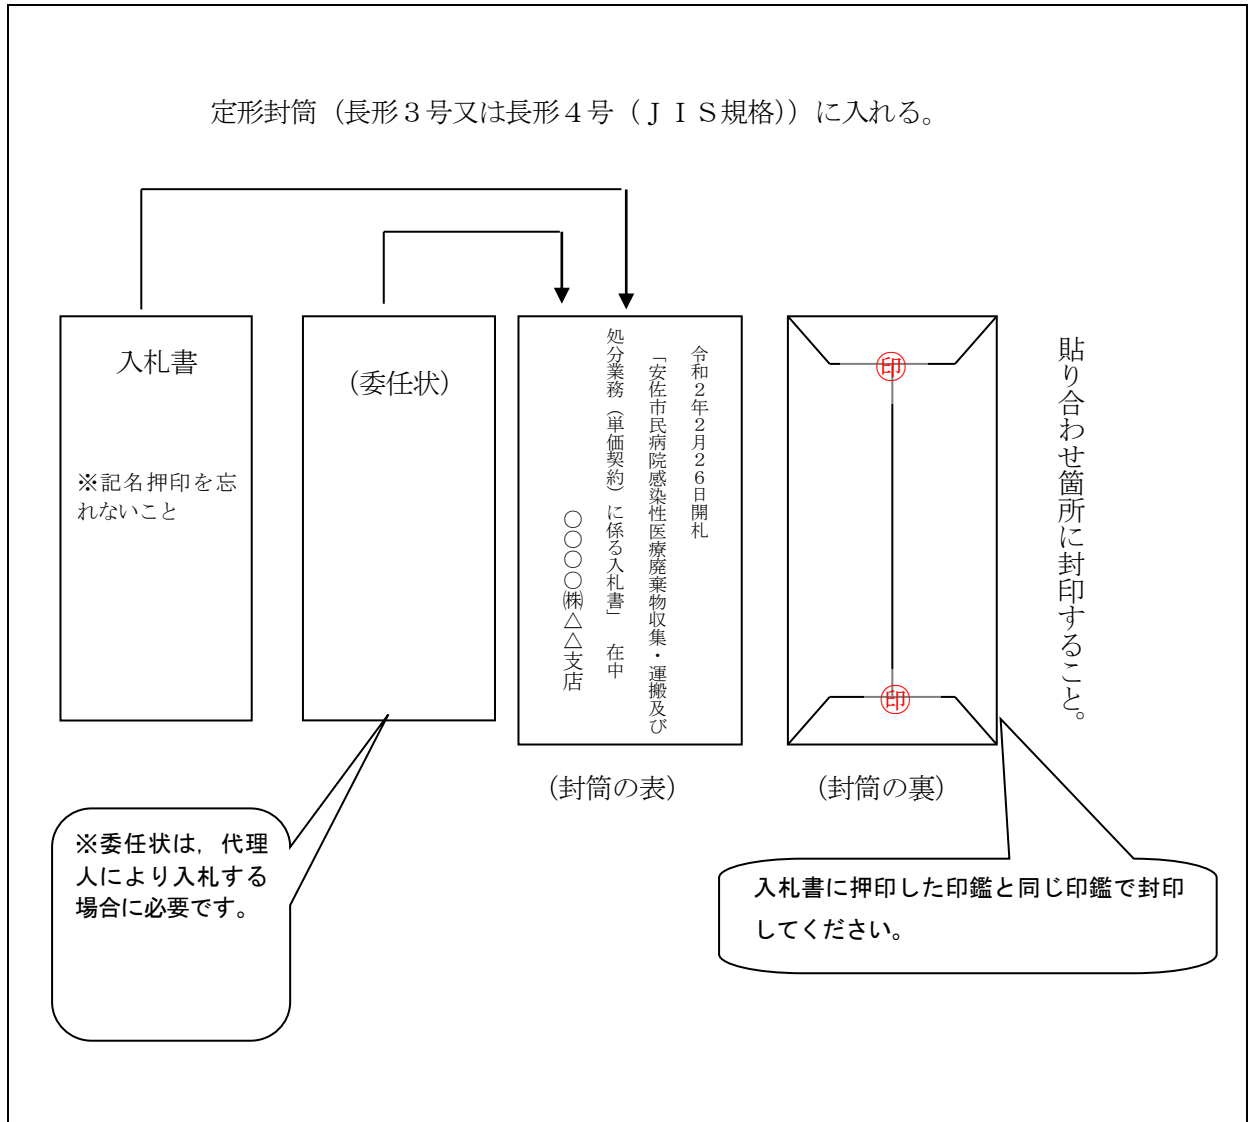 定形封筒（長形３号又は長形４号（ＪＩＳ規格））に入れる。
入札書
※記名押印を忘
れないこと
（委任状）
令和２年２月２６日開札
「安佐市民病院感染性医療廃棄物収集・運搬及び
処分業務（単価契約）に係る入札書」　在中
〇〇〇〇㈱△△支店
（封筒の表）
印
印
（封筒の裏）
貼り合わせ箇所に封印すること。
※委任状は，代理
人により入札する
場合に必要です。
入札書に押印した印鑑と同じ印鑑で封印
してください。